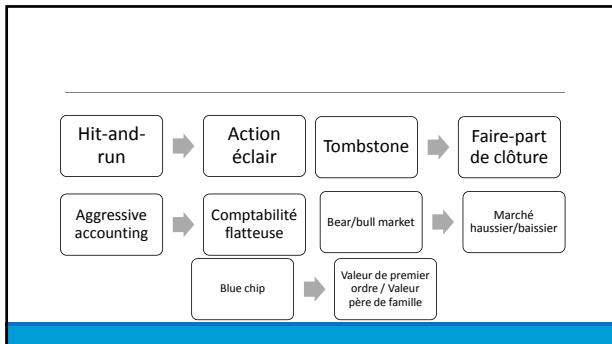 Hit-and-
run
Action
éclair
Tombstone
Faire-part
de clôture
Aggressive
accounting
Comptabilité
flatteuse
Bear/bull market
Marché
haussier/baissier
Blue chip
Valeur de premier
ordre / Valeur
père de famille